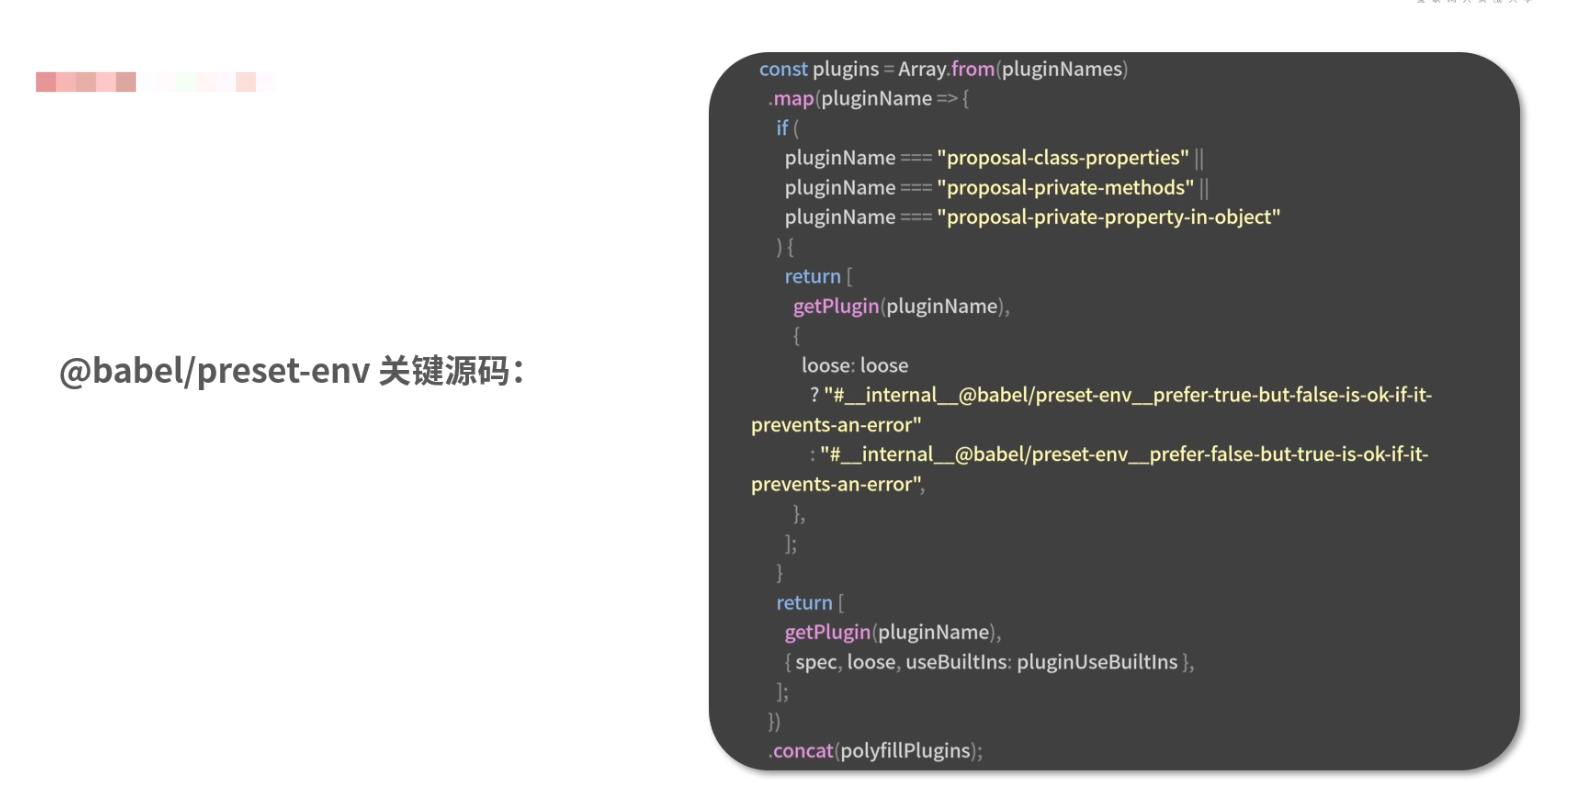 @babel/preset-env 关键源码：
const plugins = Array.from(pluginNames)
.map(pluginName => {
if (
pluginName === "proposal-class-properties" ||
pluginName === "proposal-private-methods" ||
pluginName === "proposal-private-property-in-object"
) {
return [
getPlugin(pluginName),
{
loose: loose
? "#__internal__@babel/preset-env__prefer-true-but-false-is-ok-if-it-
prevents-an-error"
: "#__internal__@babel/preset-env__prefer-false-but-true-is-ok-if-it-
prevents-an-error",
},
];
}
return [
getPlugin(pluginName),
{ spec, loose, useBuiltIns: pluginUseBuiltIns },
];
})
.concat(polyfillPlugins);